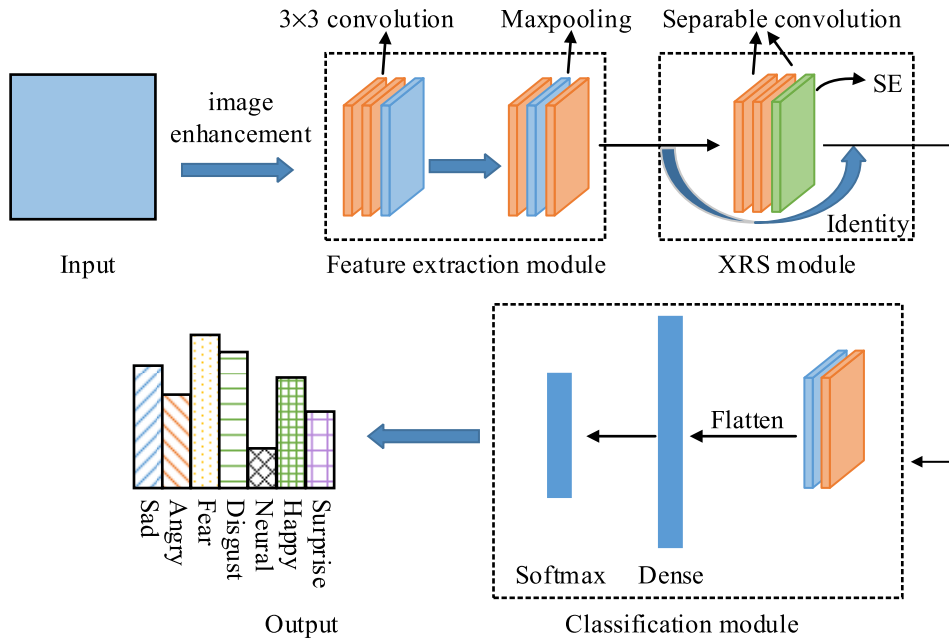 3×3 convolution
Maxpooling
Separable convolution
image
enhancement
SE
Identity
Input
Feature extraction module
XRS module
Flatten
Sad
Angry
Fear
Disgust
Neural
Happy
Surprise
Softmax
Dense
Output
Classification module